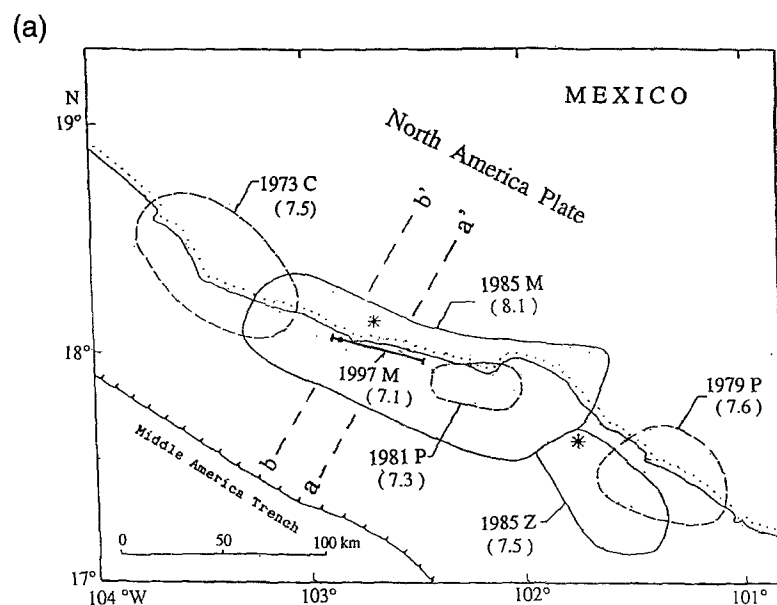 (a)
N
MEXICO
19°
North America Plate
1973 C
(7.5)
b'
a'
1985 M
(8.1)
18°
1997 M
(7.1)
1979 P
(7.6)
1981 P
(7.3)
b
a
Middle America Trench
1985 Z
(7.5)
0 50 100 km
17°
104 °W 103° 102° 101°